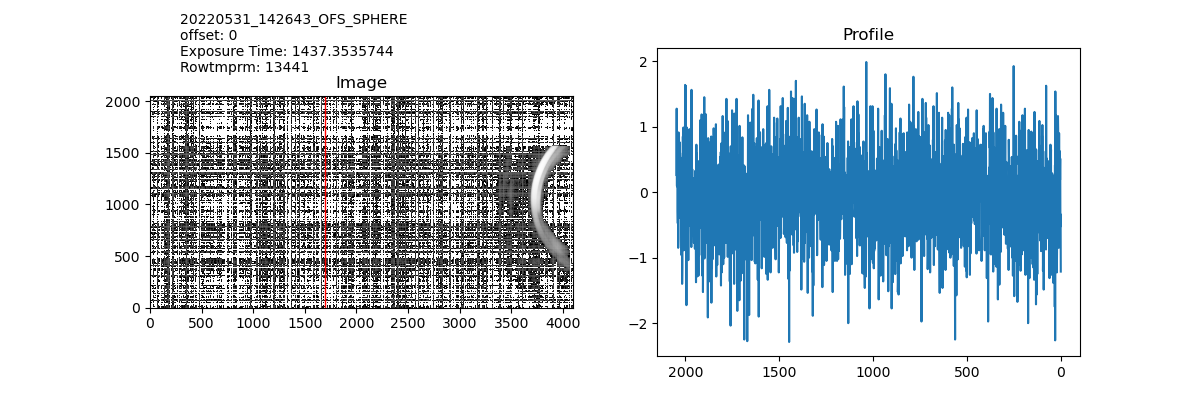 20220531_142643_OFS_SPHERE
offset: 0
Exposure Time: 1437.3535744
Rowtmprm: 13441
Image
2000
1500
1000
500
0
0 500 1000 1500 2000 2500 3000 3500 4000
Profile
2
1
0
−1
−2
2000 1500 1000 500 0